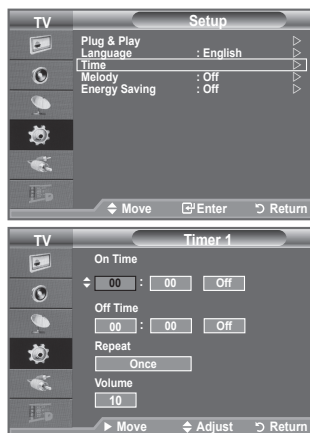 TV Setup
Plug & Play
Language : English
Time
Melody : Off
Energy Saving : Off
Move Enter Return
TV Timer 1
On Time
00 : 00 Off
Off Time
00 : 00 Off
Repeat
Once
Volume
10
Move Adjust Return